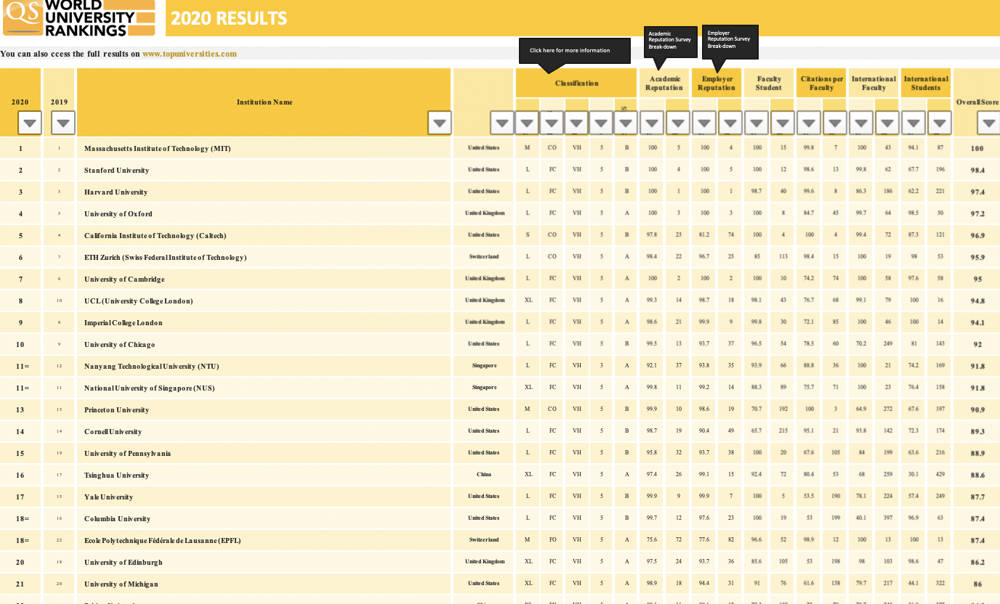 QS WORLD
UNIVERSITY
RANKINGS
2020 RESULTS
You can also ccess the full results on www.topuniversities.com
Click here for more information
Academic
Reputation Survey
Break-down
Employer
Reputation Survey
Break-down
2020 2019 Institution Name Classification Academic Reputation Employer Reputation Faculty Student Citations per Faculty International Faculty International Students Overall Score
1 1 Massachusetts Institute of Technology (MIT) United States M CO VH 5 B 100 5 100 4 100 15 99.8 7 100 43 94.1 87 100
2 2 Stanford University United States L FC VH 5 B 100 4 100 5 100 12 98.6 13 99.8 62 67.7 196 98.4
3 3 Harvard University United States L FC VH 5 B 100 1 100 1 98.7 40 99.6 8 86.3 186 62.2 221 97.4
4 5 University of Oxford United Kingdom L FC VH 5 A 100 3 100 3 100 8 84.7 45 99.7 64 98.5 50 97.2
5 4 California Institute of Technology (Caltech) United States S CO VH 5 B 97.8 23 81.2 74 100 4 100 4 99.4 72 87.3 121 96.9
6 7 ETH Zurich (Swiss Federal Institute of Technology) Switzerland L CO VH 5 A 98.4 22 96.7 25 85 113 98.4 15 100 19 98 53 95.9
7 6 University of Cambridge United Kingdom L FC VH 5 A 100 2 100 2 100 10 74.2 74 100 58 97.6 58 95
8 10 UCL (University College London) United Kingdom XL FC VH 5 A 99.3 14 98.7 18 98.1 43 76.7 68 99.1 79 100 16 94.8
9 8 Imperial College London United Kingdom L FC VH 5 A 98.6 21 99.9 9 99.8 30 72.1 85 100 46 100 14 94.1
10 9 University of Chicago United States L FC VH 5 B 99.5 13 93.7 37 96.5 54 78.5 60 70.2 249 81 143 92
11= 12 Nanyang Technological University (NTU) Singapore L FC VH 3 A 92.1 37 93.8 35 93.9 66 88.8 36 100 21 74.2 169 91.8
11= 11 National University of Singapore (NUS) Singapore XL FC VH 5 A 99.8 11 99.2 14 88.3 89 75.7 71 100 23 76.4 158 91.8
13 13 Princeton University United States M CO VH 5 B 99.9 10 98.6 19 70.7 192 100 3 64.9 272 67.6 197 90.9
14 14 Cornell University United States L FC VH 5 B 98.7 19 90.4 49 65.7 215 95.1 21 93.8 142 72.3 174 89.3
15 19 University of Pennsylvania United States L FC VH 5 B 95.8 32 93.7 38 100 20 67.6 105 84 199 63.6 216 88.9
16 17 Tsinghua University China XL FC VH 5 A 97.4 26 99.1 15 92.4 72 80.4 53 68 259 30.1 429 88.6
17 15 Yale University United States L FC VH 5 B 99.9 9 99.9 7 100 5 53.5 190 78.1 224 57.4 249 87.7
18= 16 Columbia University United States L FC VH 5 B 99.7 12 97.6 23 100 19 53 199 40.1 397 96.9 63 87.4
18= 22 Ecole Polytechnique Fédérale de Lausanne (EPFL) Switzerland M FO VH 5 A 75.6 72 77.6 82 96.6 52 98.9 12 100 13 100 13 87.4
20 18 University of Edinburgh United Kingdom XL FC VH 5 A 97.5 24 93.7 36 85.6 105 53 198 98 103 98.6 47 86.2
21 20 University of Michigan United States XL FC VH 5 A 98.9 18 94.4 31 91 76 61.6 138 79.7 217 44.1 322 86